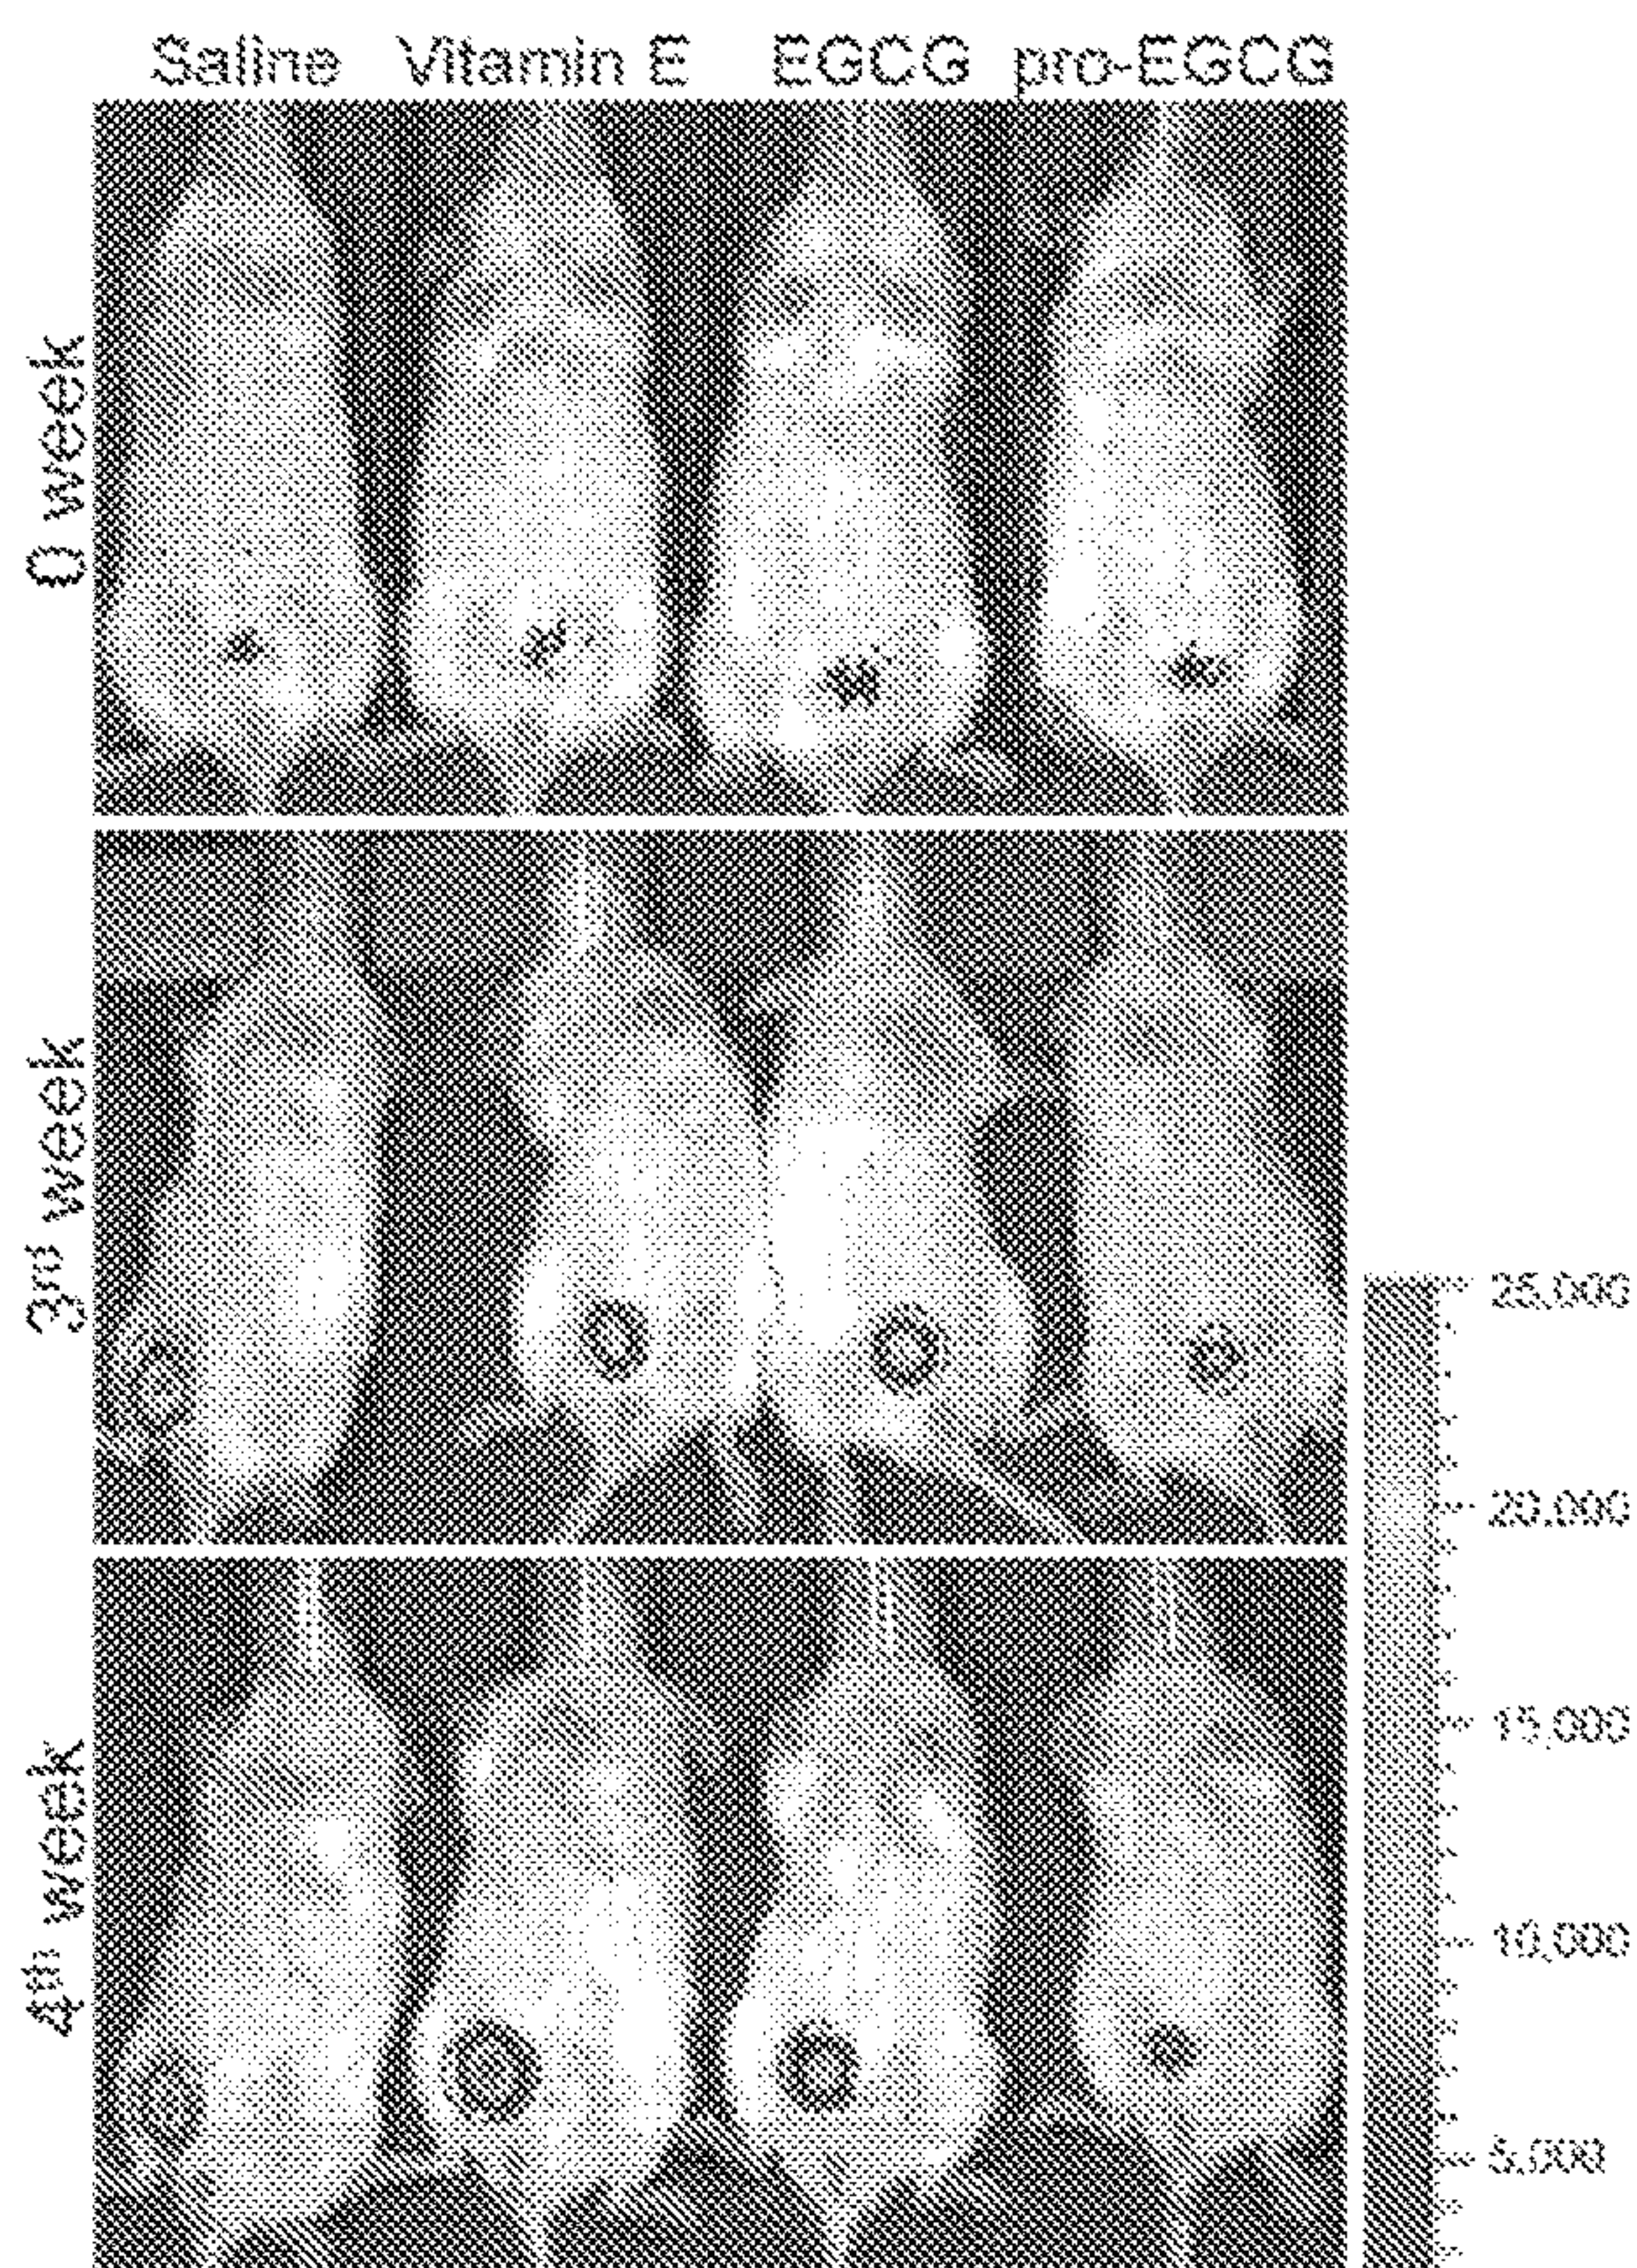 Saline Vitamin E EGCG pro-EGCG
0 week
3rd week
4th week
25,000
20,000
15,000
10,000
5,000